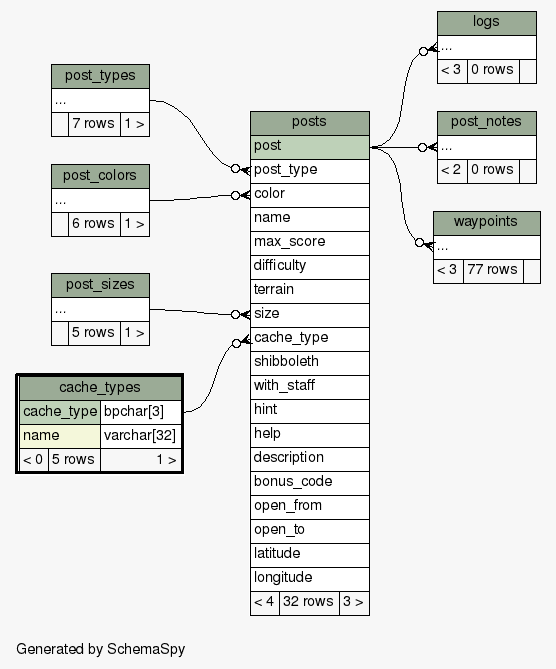 logs
...
< 3 0 rows
post_types
...
7 rows 1 >
posts
post
post_type
color
name
max_score
difficulty
terrain
size
cache_type
shibboleth
with_staff
hint
help
description
bonus_code
open_from
open_to
latitude
longitude
< 4 32 rows 3 >
post_notes
...
< 2 0 rows
post_colors
...
6 rows 1 >
waypoints
...
< 3 77 rows
post_sizes
...
5 rows 1 >
cache_types
cache_type bpchar[3]
name varchar[32]
< 0 5 rows 1 >
Generated by SchemaSpy